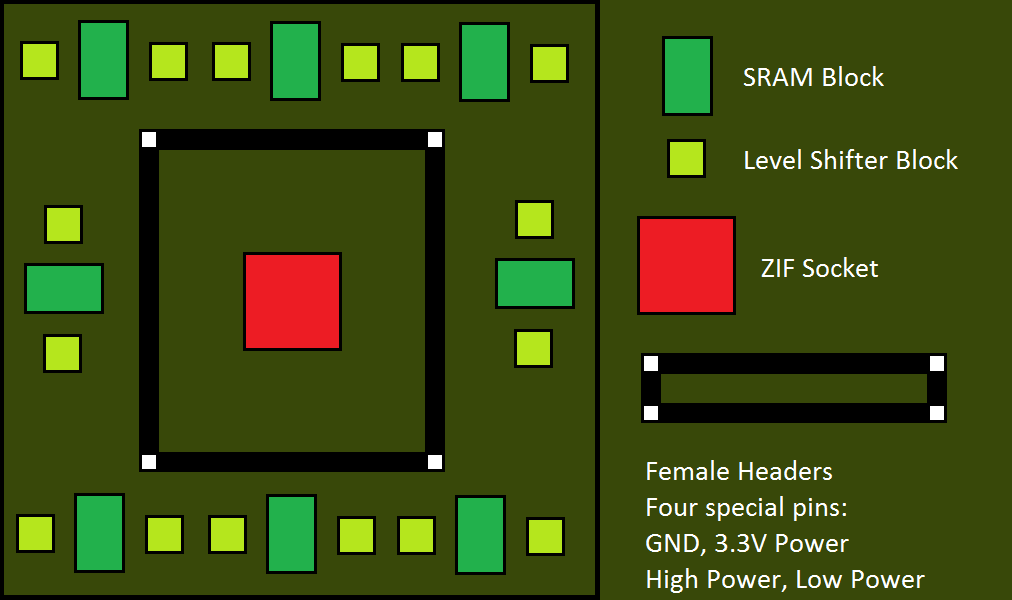 SRAM Block
Level Shifter Block
ZIF Socket
Female Headers
Four special pins:
GND, 3.3V Power
High Power, Low Power